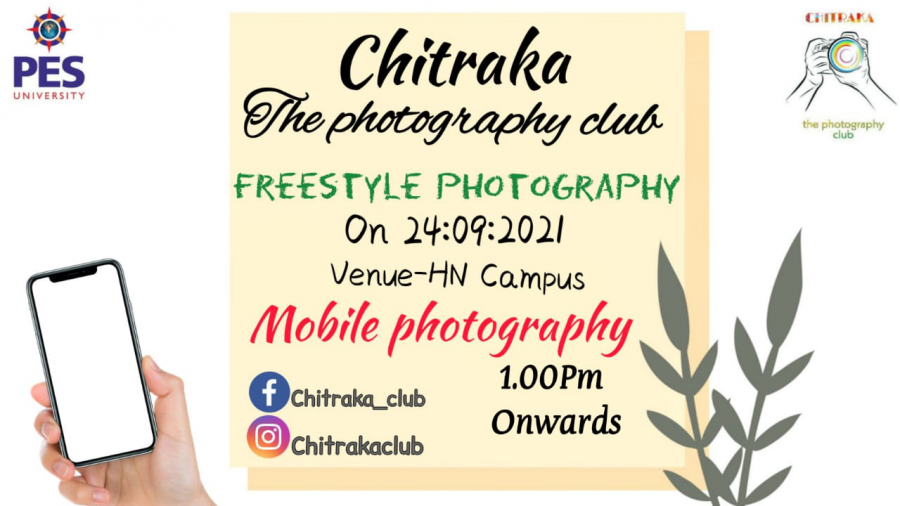 PES
UNIVERSITY
CHITRAKA
the photography
club
Chitraka
The photography club
FREESTYLE PHOTOGRAPHY
On 24:09:2021
Venue-HN Campus
Mobile photography
1.00Pm
Onwards
Chitraka_club
Chitrakaclub